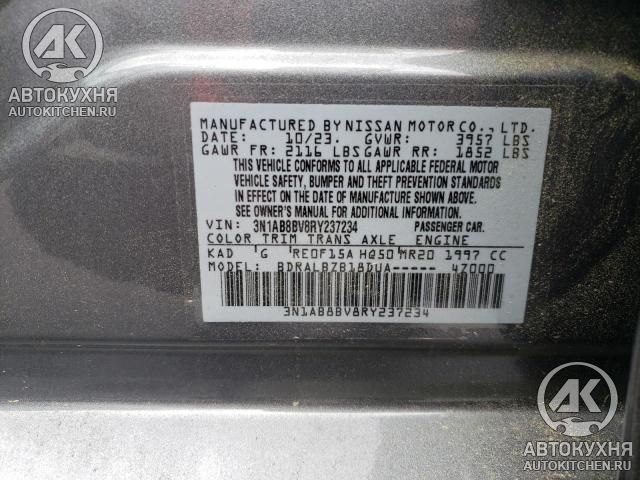 AK
АВТОКУХНЯ
AUTOKITCHEN.RU
MANUFACTURED BY NISSAN MOTOR CO., LTD.
DATE: 10/23. GVWR: 3957 LBS
GAWR FR: 2116 LBS GAWR RR: 1852 LBS
THIS VEHICLE CONFORMS TO ALL APPLICABLE FEDERAL MOTOR
VEHICLE SAFETY, BUMPER AND THEFT PREVENTION STANDARDS
IN EFFECT ON THE DATE OF MANUFACTURE SHOWN ABOVE.
SEE OWNER'S MANUAL FOR ADDITIONAL INFORMATION.
VIN: 3N1AB8BV8RY237234 PASSENGER CAR.
COLOR TRIM TRANS AXLE ENGINE
KAD G RE0F15A HQ50 MR20 1997 CC
MODEL: BDRALBZB18DUA----- 47000
3N1AB8BV8RY237234
AK
АВТОКУХНЯ
AUTOKITCHEN.RU